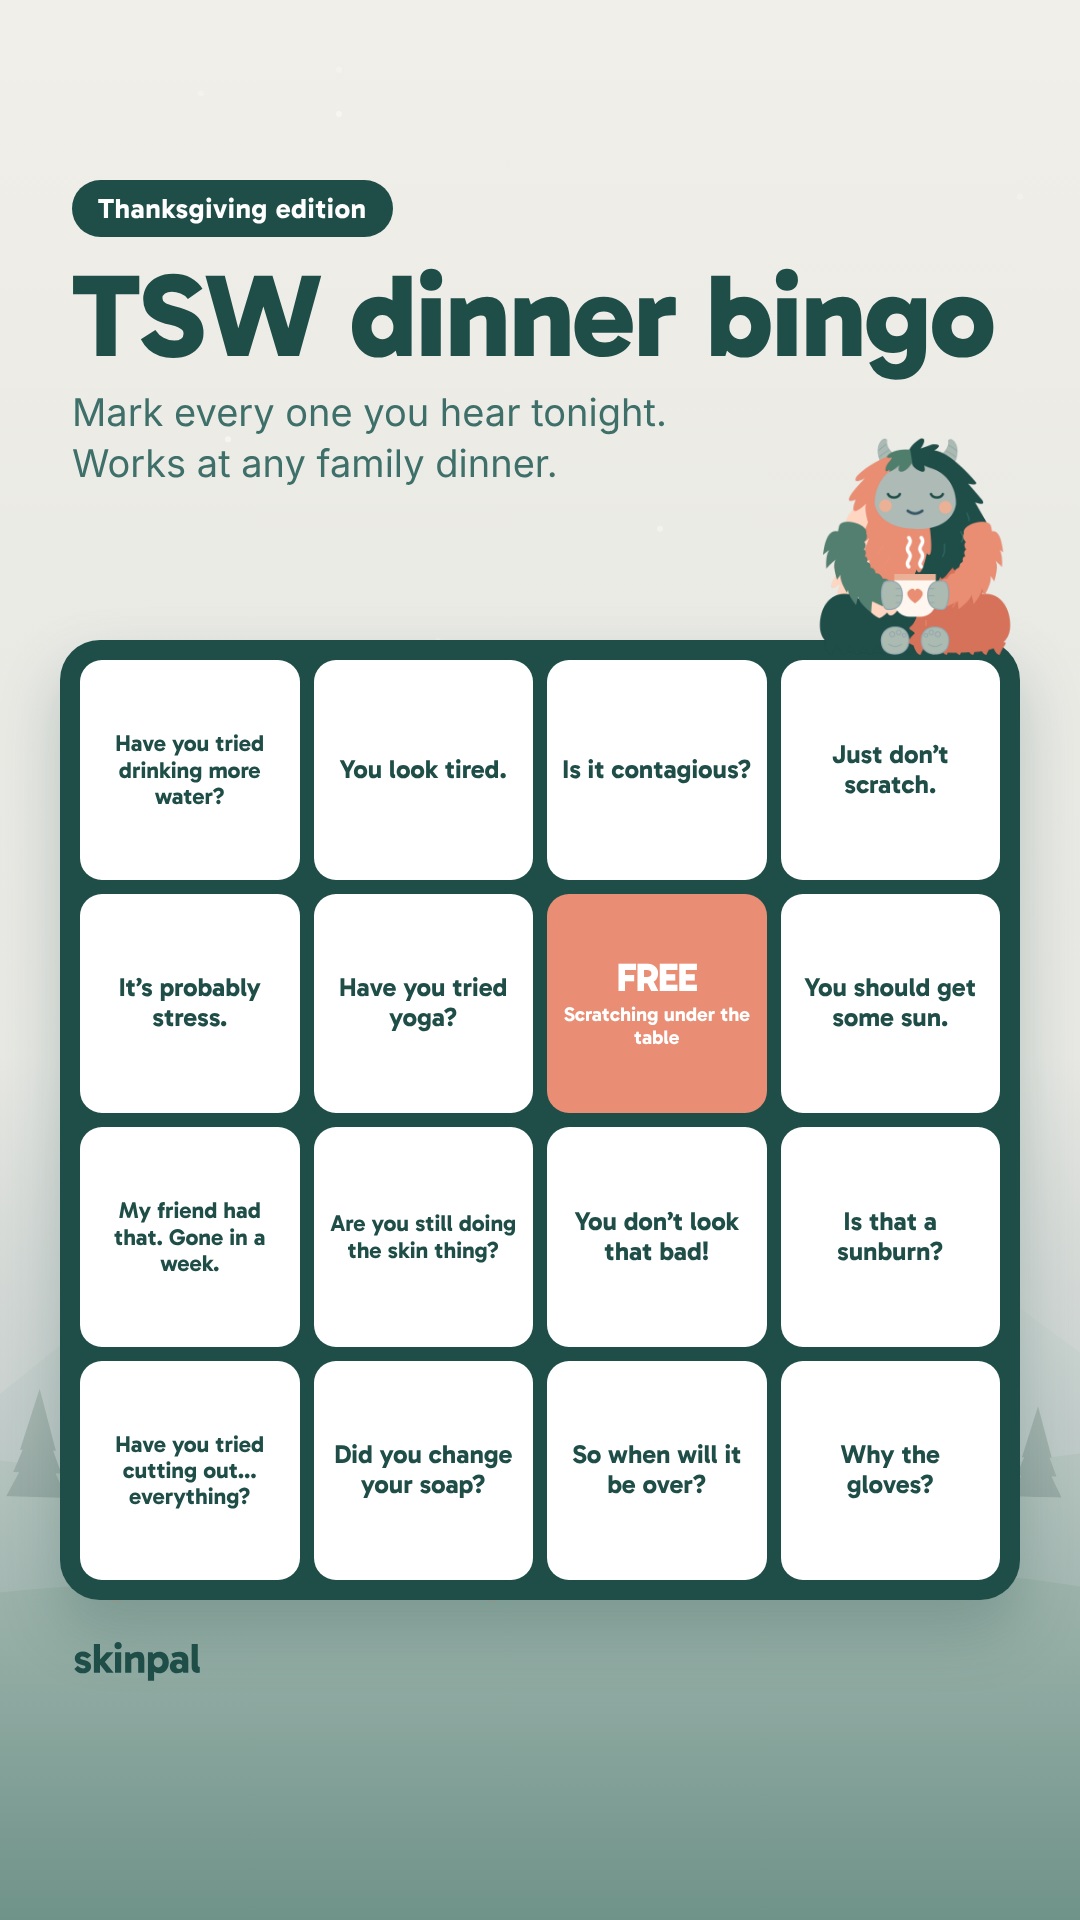 Thanksgiving edition
TSW dinner bingo
Mark every one you hear tonight.
Works at any family dinner.
Have you tried
drinking more
water?
You look tired.
Is it contagious?
Just don’t
scratch.
It’s probably
stress.
Have you tried
yoga?
FREE
Scratching under the
table
You should get
some sun.
My friend had
that. Gone in a
week.
Are you still doing
the skin thing?
You don’t look
that bad!
Is that a
sunburn?
Have you tried
cutting out...
everything?
Did you change
your soap?
So when will it
be over?
Why the
gloves?
skinpal